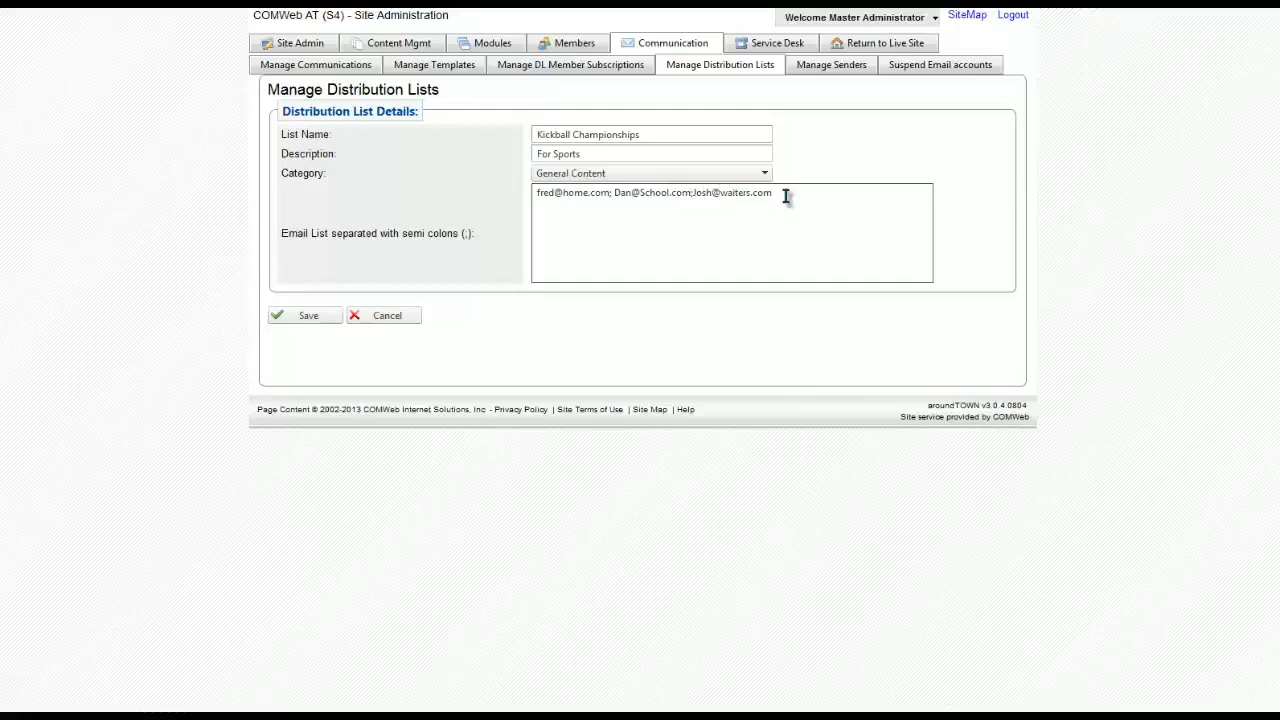 COMWeb AT (S4) - Site Administration
Welcome Master Administrator
SiteMap
Logout
Site Admin
Content Mgmt
Modules
Members
Communication
Service Desk
Return to Live Site
Manage Communications
Manage Templates
Manage DL Member Subscriptions
Manage Distribution Lists
Manage Senders
Suspend Email accounts
Manage Distribution Lists
Distribution List Details:
List Name:
Kickball Championships
Description:
For Sports
Category:
General Content
fred@home.com; Dan@School.com;Josh@waiters.com
Email List separated with semi colons (;):
Save
Cancel
Page Content © 2002-2013 COMWeb Internet Solutions, Inc - Privacy Policy | Site Terms of Use | Site Map | Help
aroundTOWN v3.0.4.0804
Site service provided by COMWeb